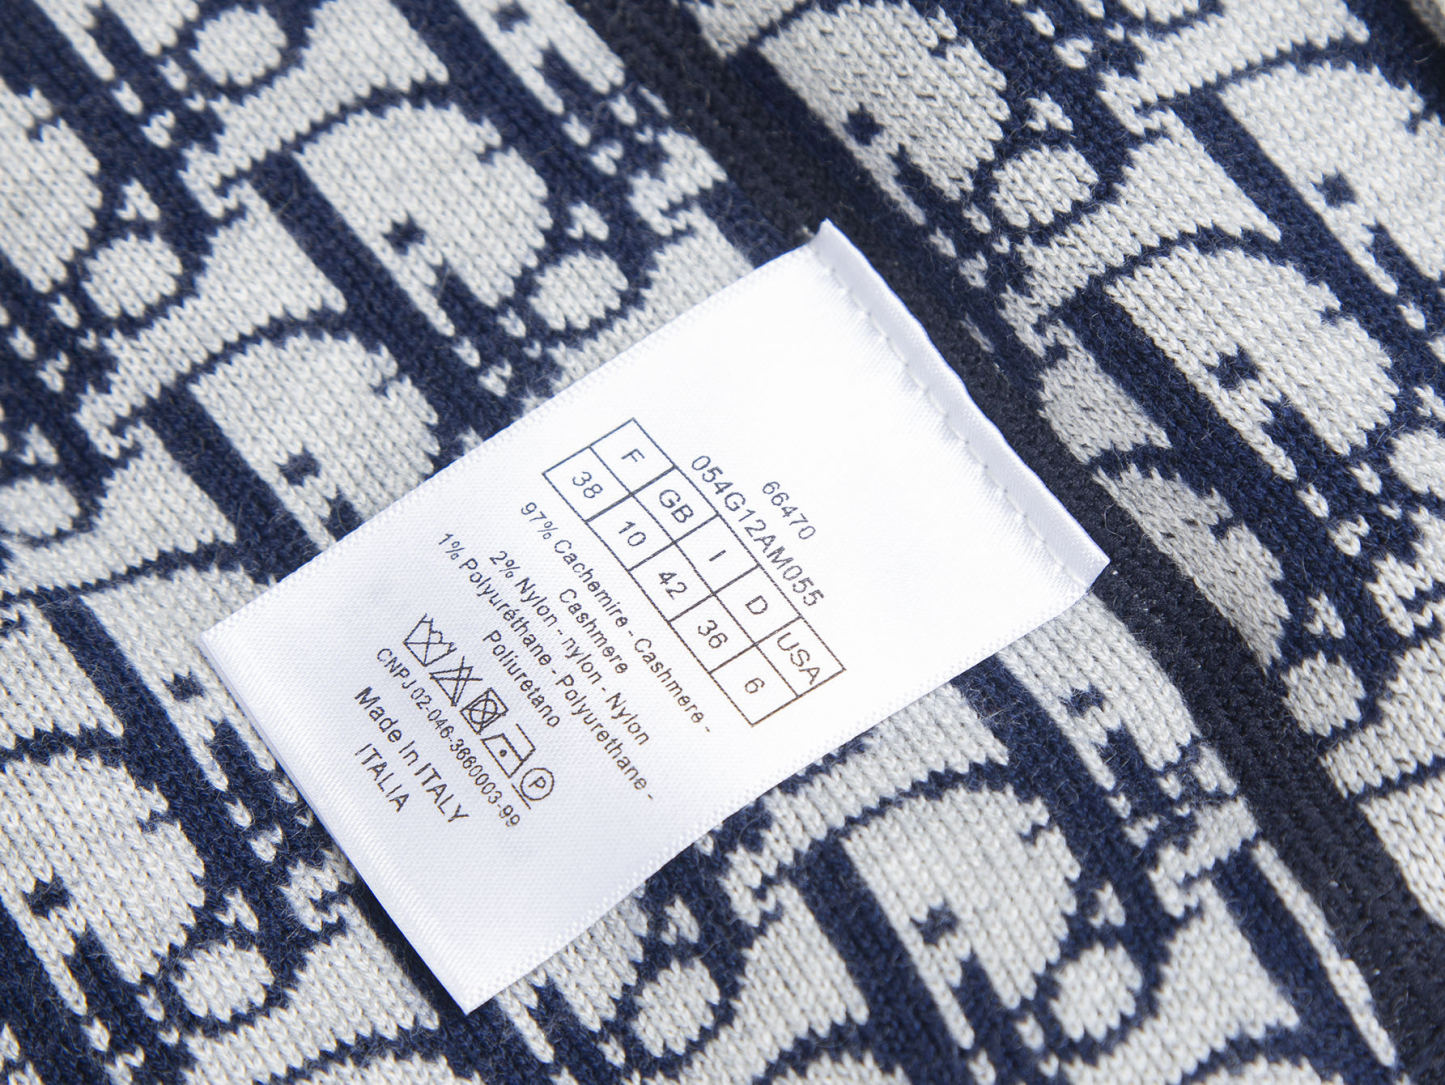 66470
054G12AM055
F GB I D USA
38 10 42 36 6
97% Cachemire - Cashmere -
Cashmere
2% Nylon - nylon - Nylon
1% Polyuréthane - Polyurethane -
Poliuretano
P
CNPJ 02-046-3660003-99
Made In ITALY
ITALIA